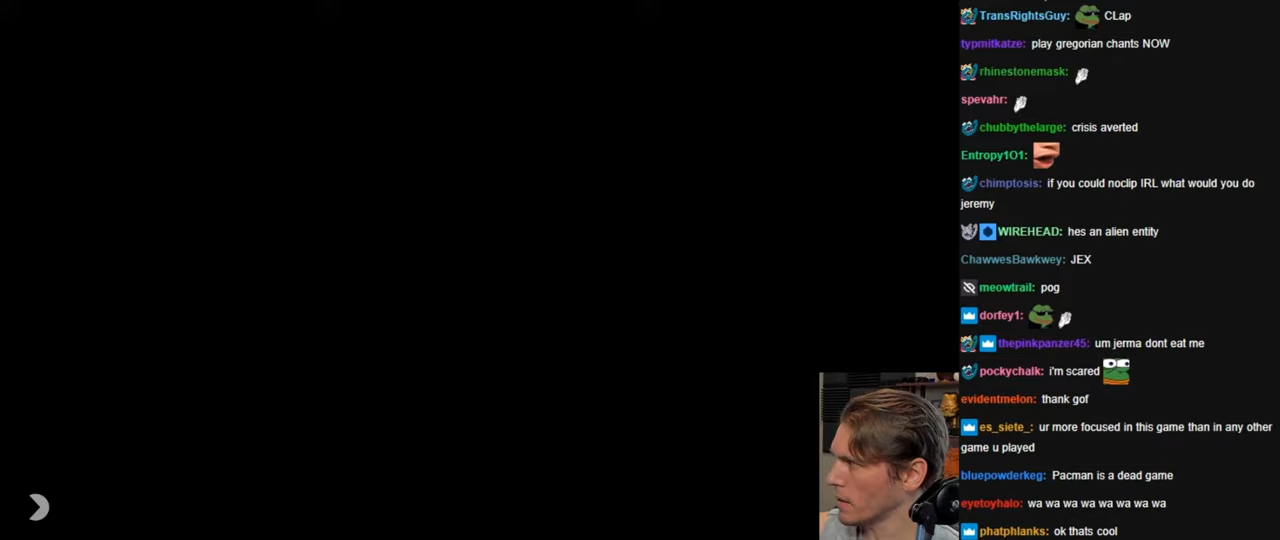 TransRightsGuy: CLap
typmitkatze: play gregorian chants NOW
rhinestonemask:
spevahr:
chubbythelarge: crisis averted
Entropy1O1:
chimptosis: if you could noclip IRL what would you do
jeremy
WIREHEAD: hes an alien entity
ChawwesBawkwey: JEX
meowtrail: pog
dorfey1:
thepinkpanzer45: um jerma dont eat me
pockychalk: i'm scared
evidentmelon: thank gof
es_siete_: ur more focused in this game than in any other
game u played
bluepowderkeg: Pacman is a dead game
eyetoyhalo: wa wa wa wa wa wa wa wa
phatphlanks: ok thats cool